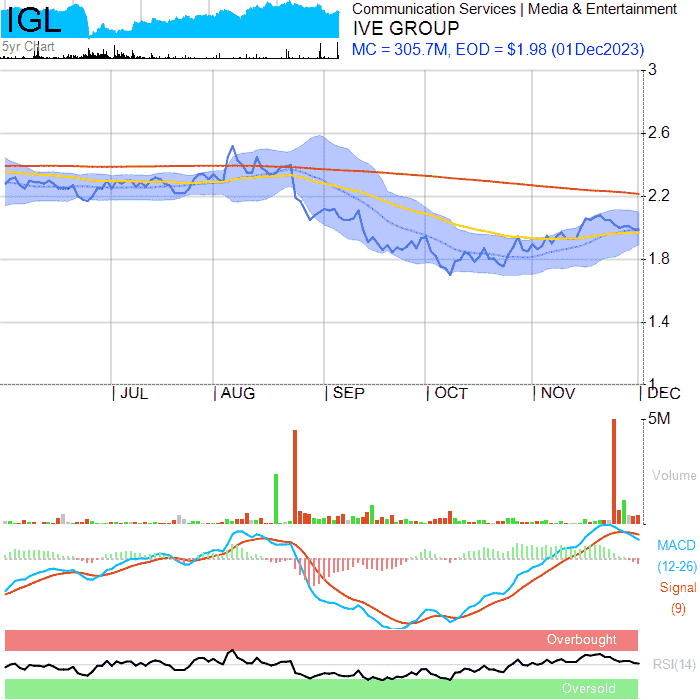 IGL
5yr Chart
Communication Services | Media & Entertainment
IVE GROUP
MC = 305.7M, EOD = $1.98 (01Dec2023)
3
2.6
2.2
1.8
1.4
1
JUL AUG SEP OCT NOV DEC
5M
Volume
MACD
(12-26)
Signal
(9)
Overbought
RSI(14)
Oversold